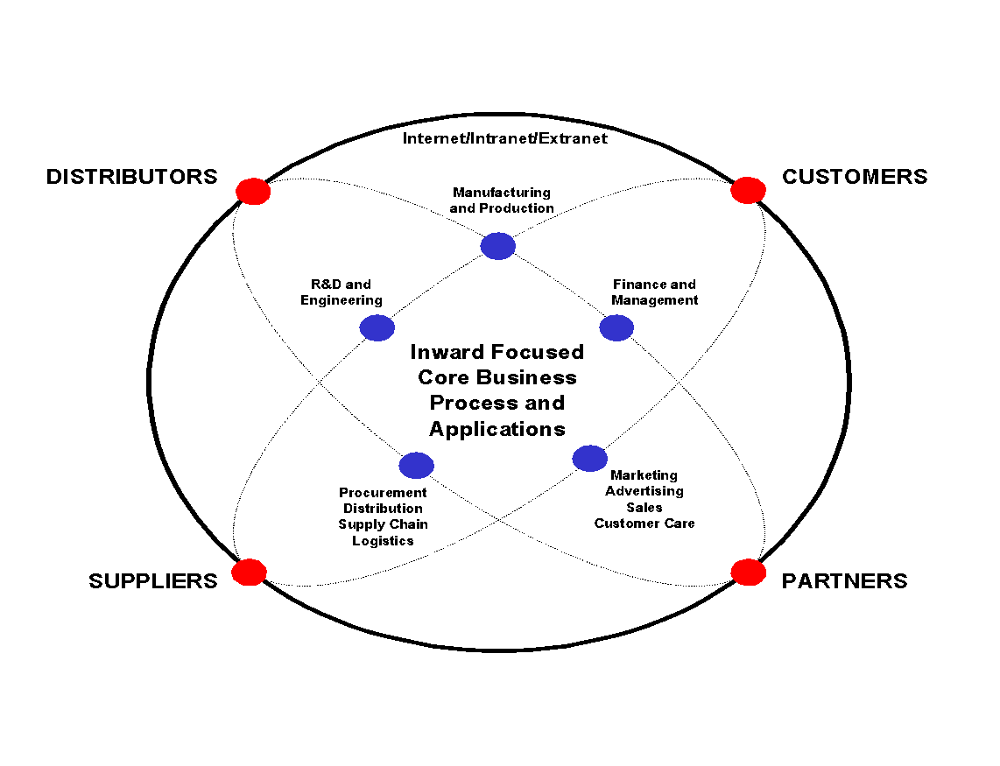 Internet/Intranet/Extranet
DISTRIBUTORS
CUSTOMERS
Manufacturing
and Production
R&D and
Engineering
Finance and
Management
Inward Focused
Core Business
Process and
Applications
Procurement
Distribution
Supply Chain
Logistics
Marketing
Advertising
Sales
Customer Care
SUPPLIERS
PARTNERS